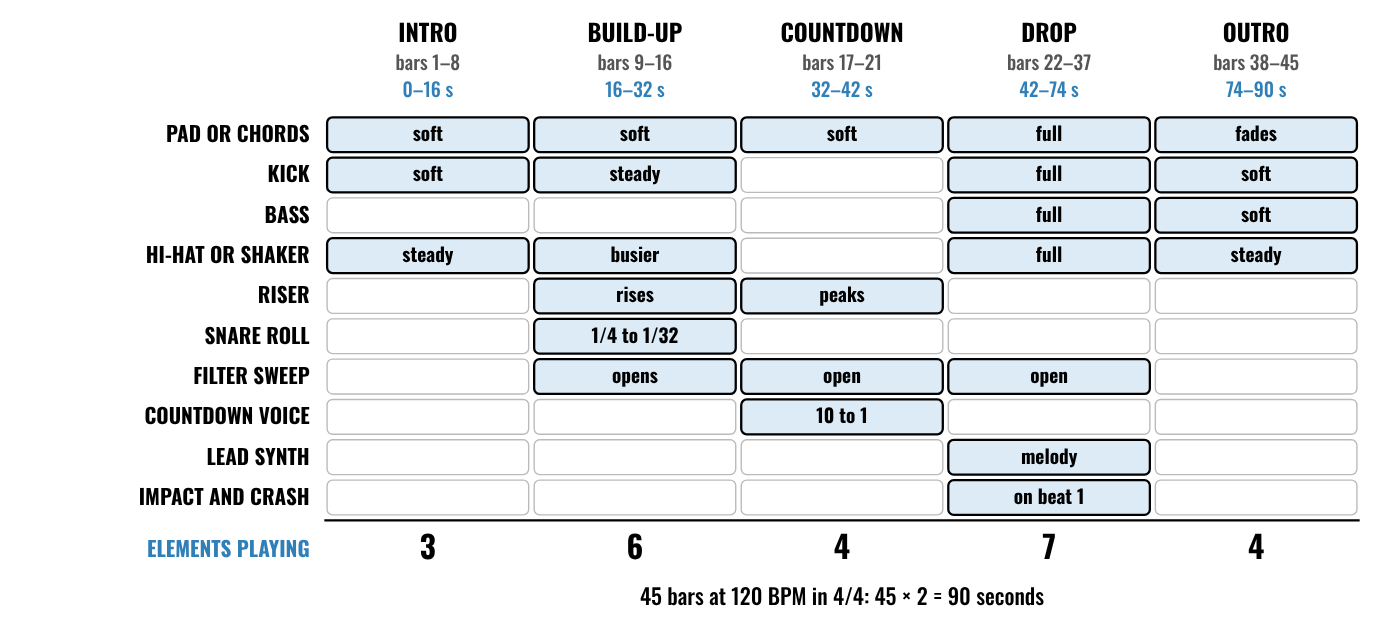 INTRO BUILD-UP COUNTDOWN DROP OUTRO
bars 1–8 bars 9–16 bars 17–21 bars 22–37 bars 38–45
0–16 s 16–32 s 32–42 s 42–74 s 74–90 s
PAD OR CHORDS soft soft soft full fades
KICK soft steady full soft
BASS full soft
HI-HAT OR SHAKER steady busier full steady
RISER rises peaks
SNARE ROLL 1/4 to 1/32
FILTER SWEEP opens open open
COUNTDOWN VOICE 10 to 1
LEAD SYNTH melody
IMPACT AND CRASH on beat 1
ELEMENTS PLAYING 3 6 4 7 4
45 bars at 120 BPM in 4/4: 45 × 2 = 90 seconds